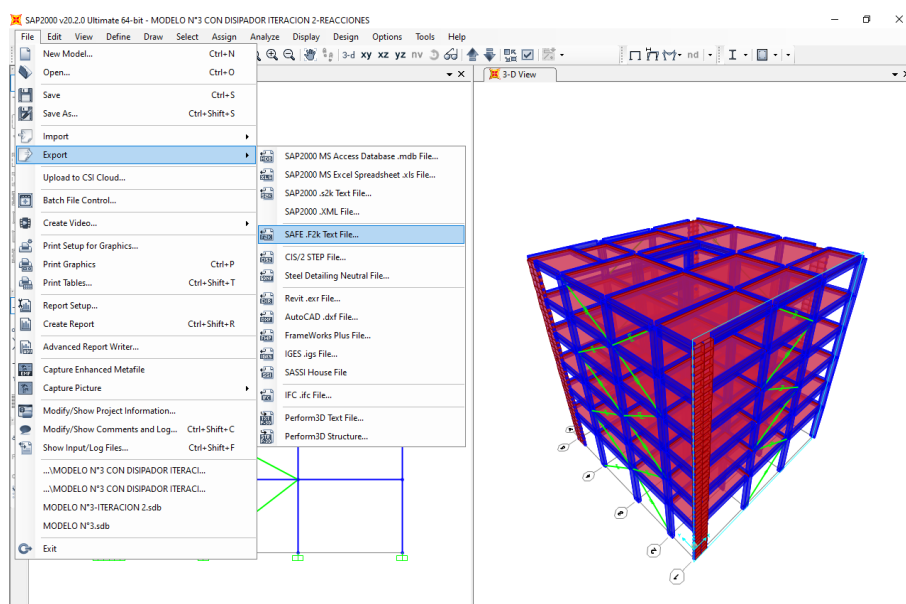 SAP2000 v20.2.0 Ultimate 64-bit - MODELO N°3 CON DISIPADOR ITERACION 2-REACCIONES
File Edit View Define Draw Select Assign Analyze Display Design Options Tools Help
3-d xy xz yz nv nd
New Model... Ctrl+N
Open... Ctrl+O
Save Ctrl+S
Save As... Ctrl+Shift+S
Import
Export
Upload to CSI Cloud...
Batch File Control...
Create Video...
Print Setup for Graphics...
Print Graphics Ctrl+P
Print Tables... Ctrl+Shift+T
Report Setup...
Create Report Ctrl+Shift+R
Advanced Report Writer...
Capture Enhanced Metafile
Capture Picture
Modify/Show Project Information...
Modify/Show Comments and Log... Ctrl+Shift+C
Show Input/Log Files... Ctrl+Shift+F
...\MODELO N°3 CON DISIPADOR ITERACI...
...\MODELO N°3 CON DISIPADOR ITERACI...
MODELO N°3-ITERACION 2.sdb
MODELO N°3.sdb
Exit
SAP2000 MS Access Database .mdb File...
SAP2000 MS Excel Spreadsheet .xls File...
SAP2000 .s2k Text File...
SAP2000 .XML File...
SAFE .F2k Text File...
CIS/2 STEP File...
Steel Detailing Neutral File...
Revit .exr File...
AutoCAD .dxf File...
FrameWorks Plus File...
IGES .igs File...
SASSI House File
IFC .ifc File...
Perform3D Text File...
Perform3D Structure...
3-D View